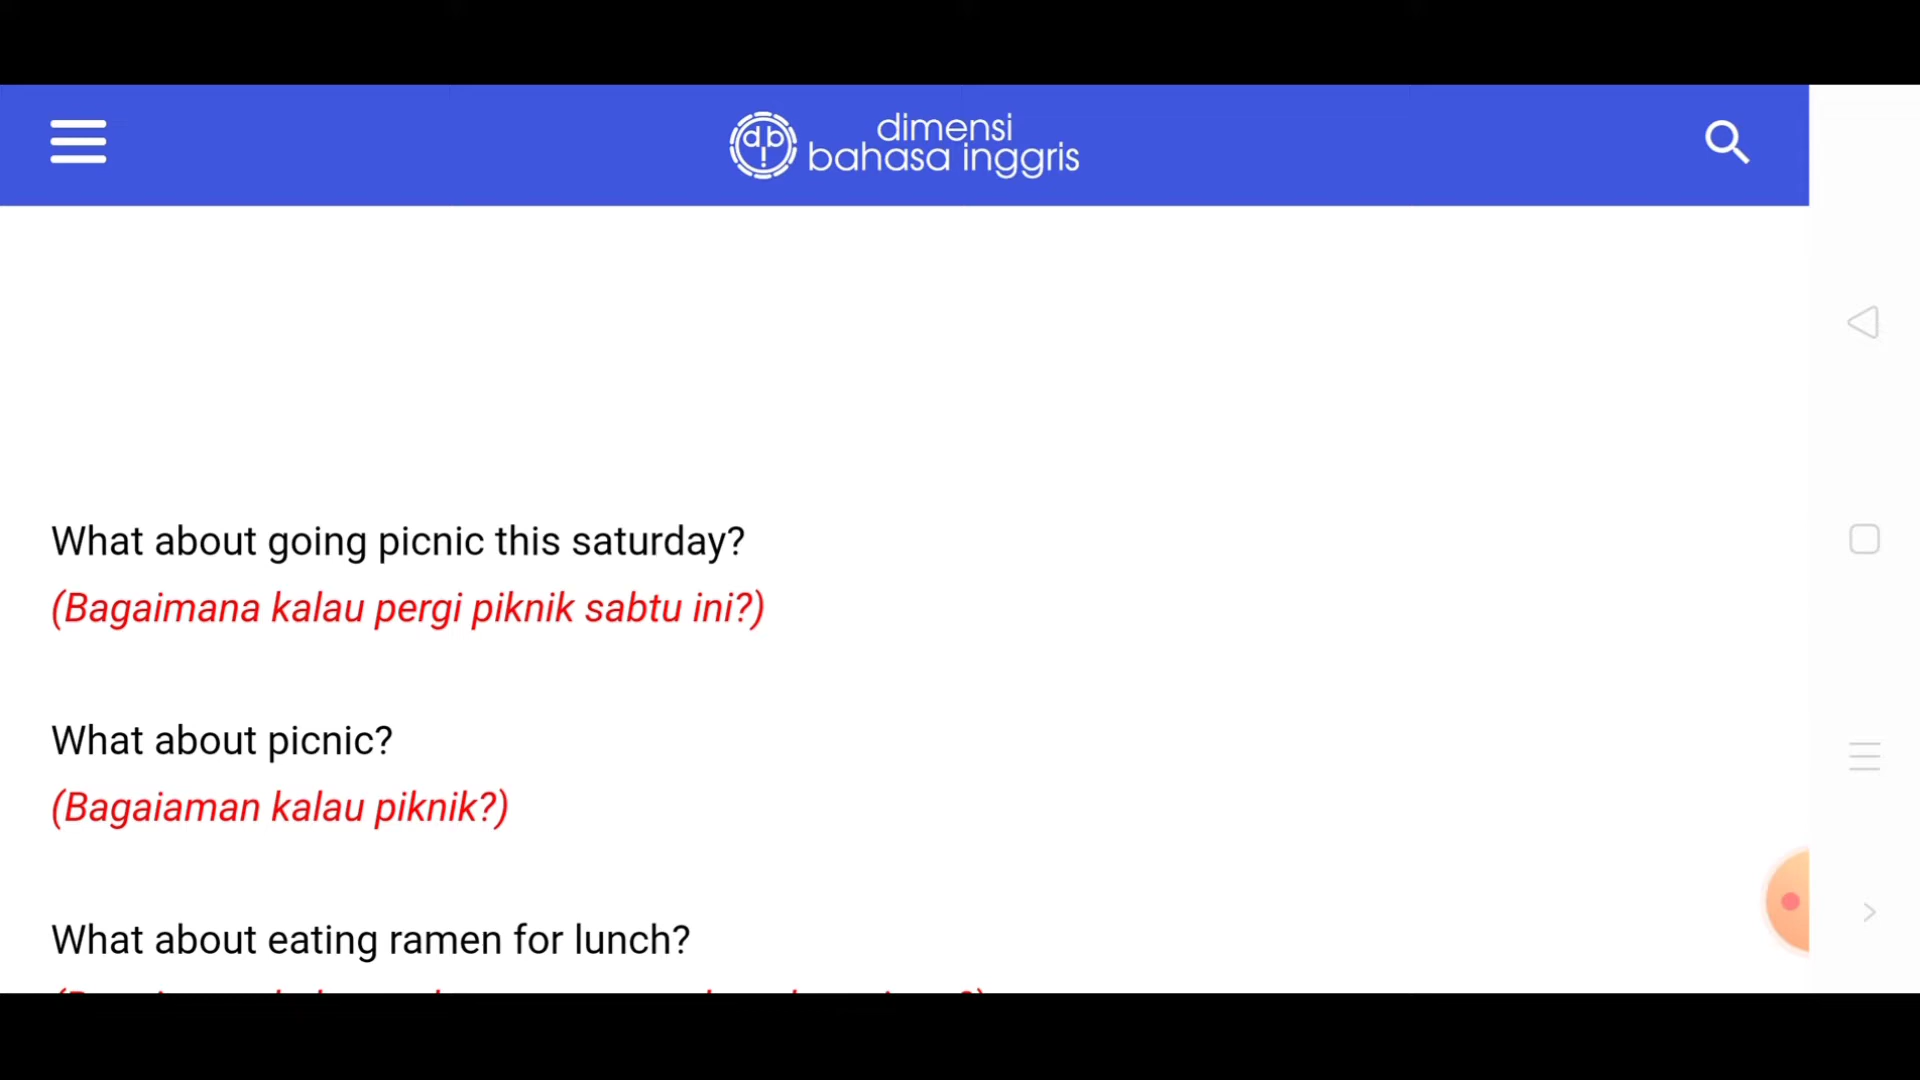 dimensi
bahasa inggris
What about going picnic this saturday?
(Bagaimana kalau pergi piknik sabtu ini?)
What about picnic?
(Bagaiaman kalau piknik?)
What about eating ramen for lunch?